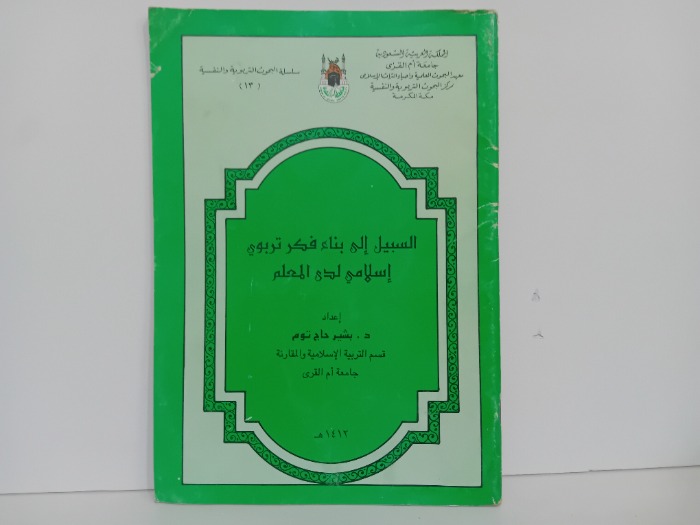 المملكة العربية السعودية
جامعة أم القرى
معهد البحوث العلمية وإحياء التراث الإسلامي
مركز البحوث التربوية والنفسية
مكة المكرمة
سلسلة البحوث التربوية والنفسية
(١٣)
السبيل إلى بناء فكر تربوي
إسلامي لدى المعلم
إعداد
د. بشير حاج توم
قسم التربية الإسلامية والمقارنة
جامعة أم القرى
١٤١٢هـ